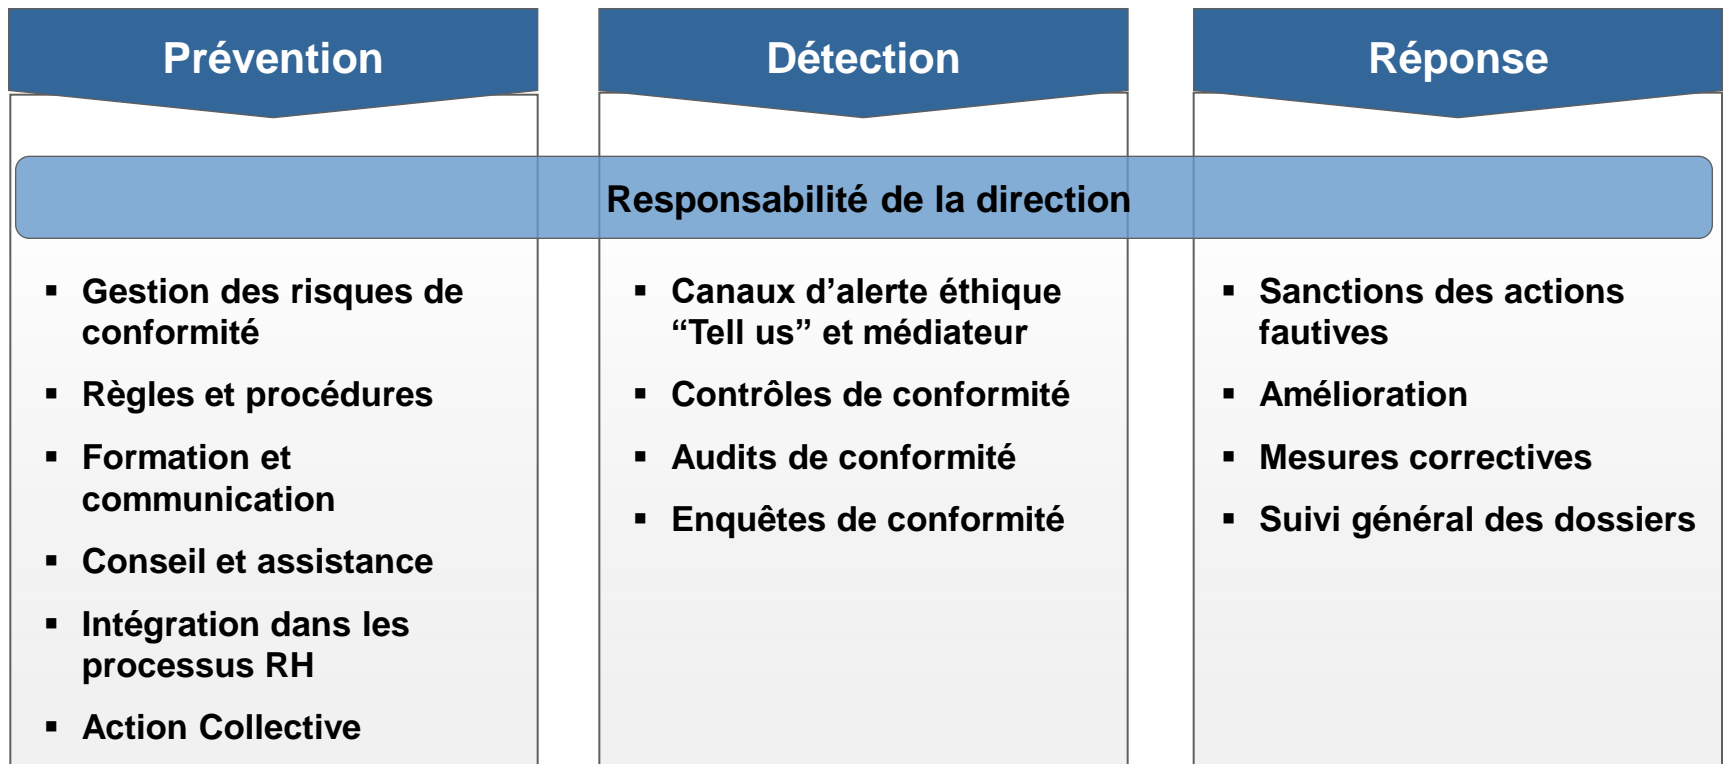 Prévention
Détection
Réponse
Responsabilité de la direction
▪ Gestion des risques de
conformité
▪ Règles et procédures
▪ Formation et
communication
▪ Conseil et assistance
▪ Intégration dans les
processus RH
▪ Action Collective
▪ Canaux d’alerte éthique
“Tell us” et médiateur
▪ Contrôles de conformité
▪ Audits de conformité
▪ Enquêtes de conformité
▪ Sanctions des actions
fautives
▪ Amélioration
▪ Mesures correctives
▪ Suivi général des dossiers